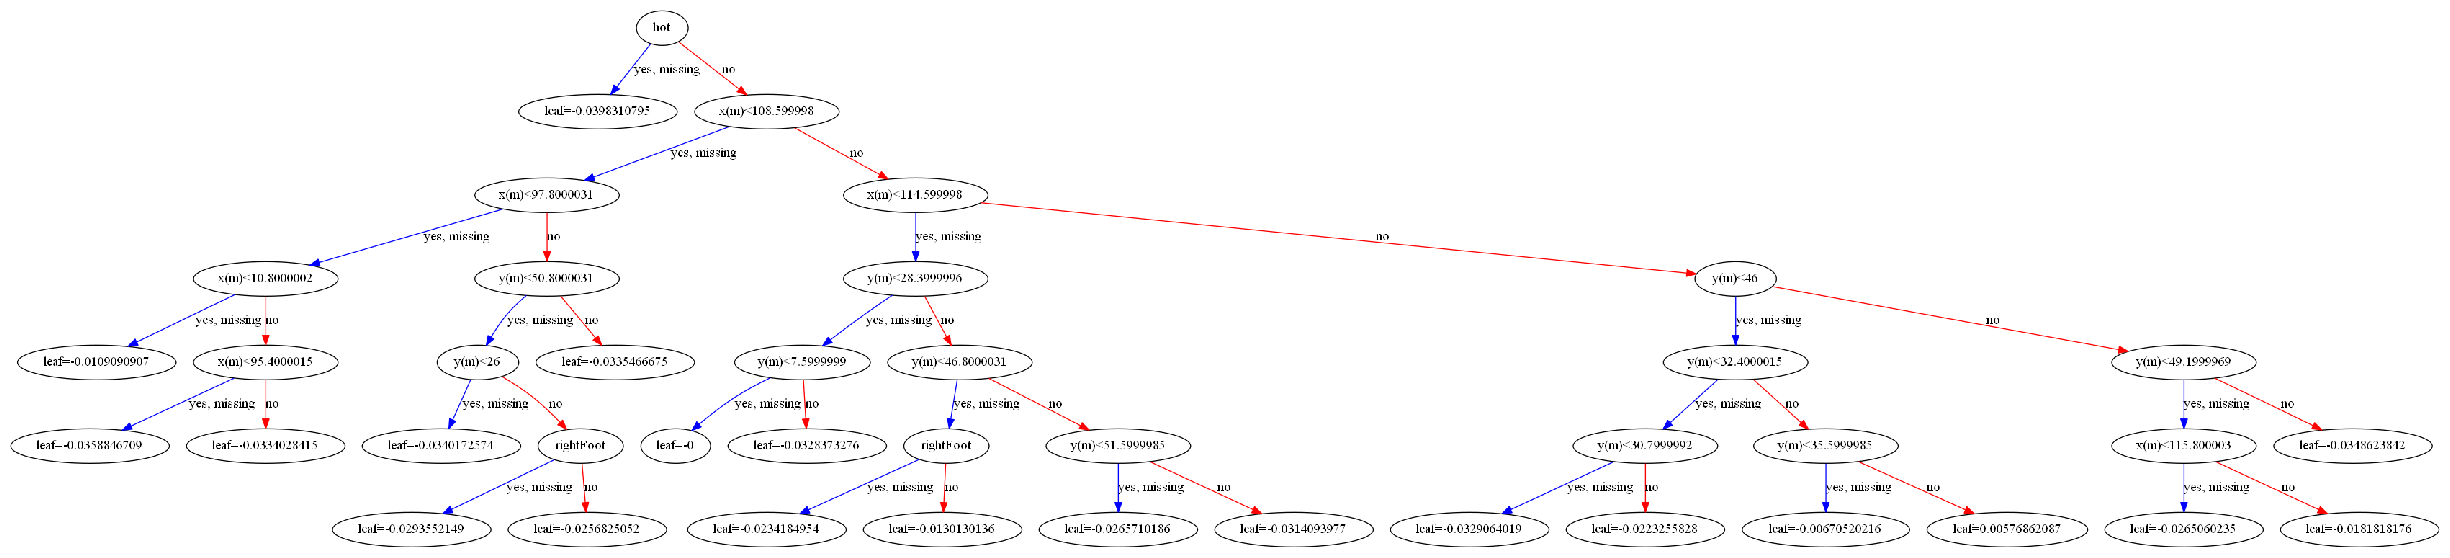 hot
yes, missing
no
leaf=-0.0398310795
x(m)<108.599998
yes, missing
no
x(m)<97.8000031
x(m)<114.599998
yes, missing
no
yes, missing
no
x(m)<10.8000002
y(m)<50.8000031
y(m)<28.3999996
y(m)<46
yes, missing
no
yes, missing
no
yes, missing
no
yes, missing
no
leaf=-0.0109090907
x(m)<95.4000015
y(m)<26
leaf=-0.0335466675
y(m)<7.5999999
y(m)<46.8000031
y(m)<32.4000015
y(m)<49.1999969
yes, missing
no
yes, missing
no
yes, missing
no
yes, missing
no
yes, missing
no
yes, missing
no
leaf=-0.0358846709
leaf=-0.0334028415
leaf=-0.0340172574
rightFoot
leaf=-0
leaf=-0.0328373276
rightFoot
y(m)<51.5999985
y(m)<30.7999992
y(m)<35.5999985
x(m)<115.800003
leaf=-0.0348623842
yes, missing
no
yes, missing
no
yes, missing
no
yes, missing
no
yes, missing
no
yes, missing
no
leaf=-0.0293552149
leaf=-0.0256825052
leaf=-0.0234184954
leaf=-0.0130130136
leaf=-0.0265710186
leaf=-0.0314093977
leaf=-0.0329064019
leaf=-0.0223255828
leaf=-0.00670520216
leaf=0.00576862087
leaf=-0.0265060235
leaf=-0.0181818176